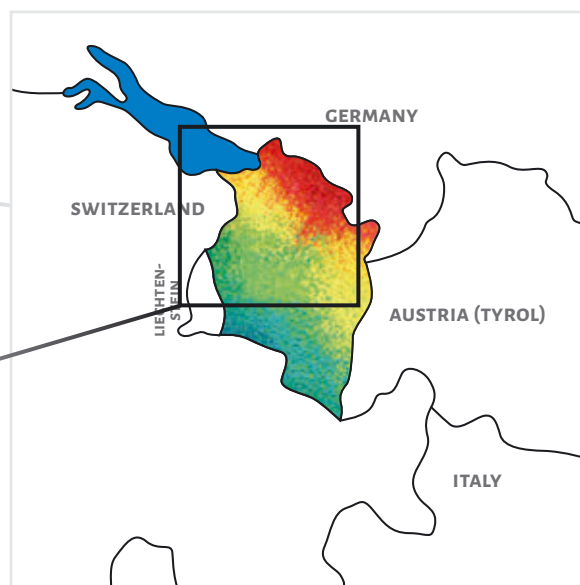 GERMANY
SWITZERLAND
LIECHTEN-
STEIN
AUSTRIA (TYROL)
ITALY